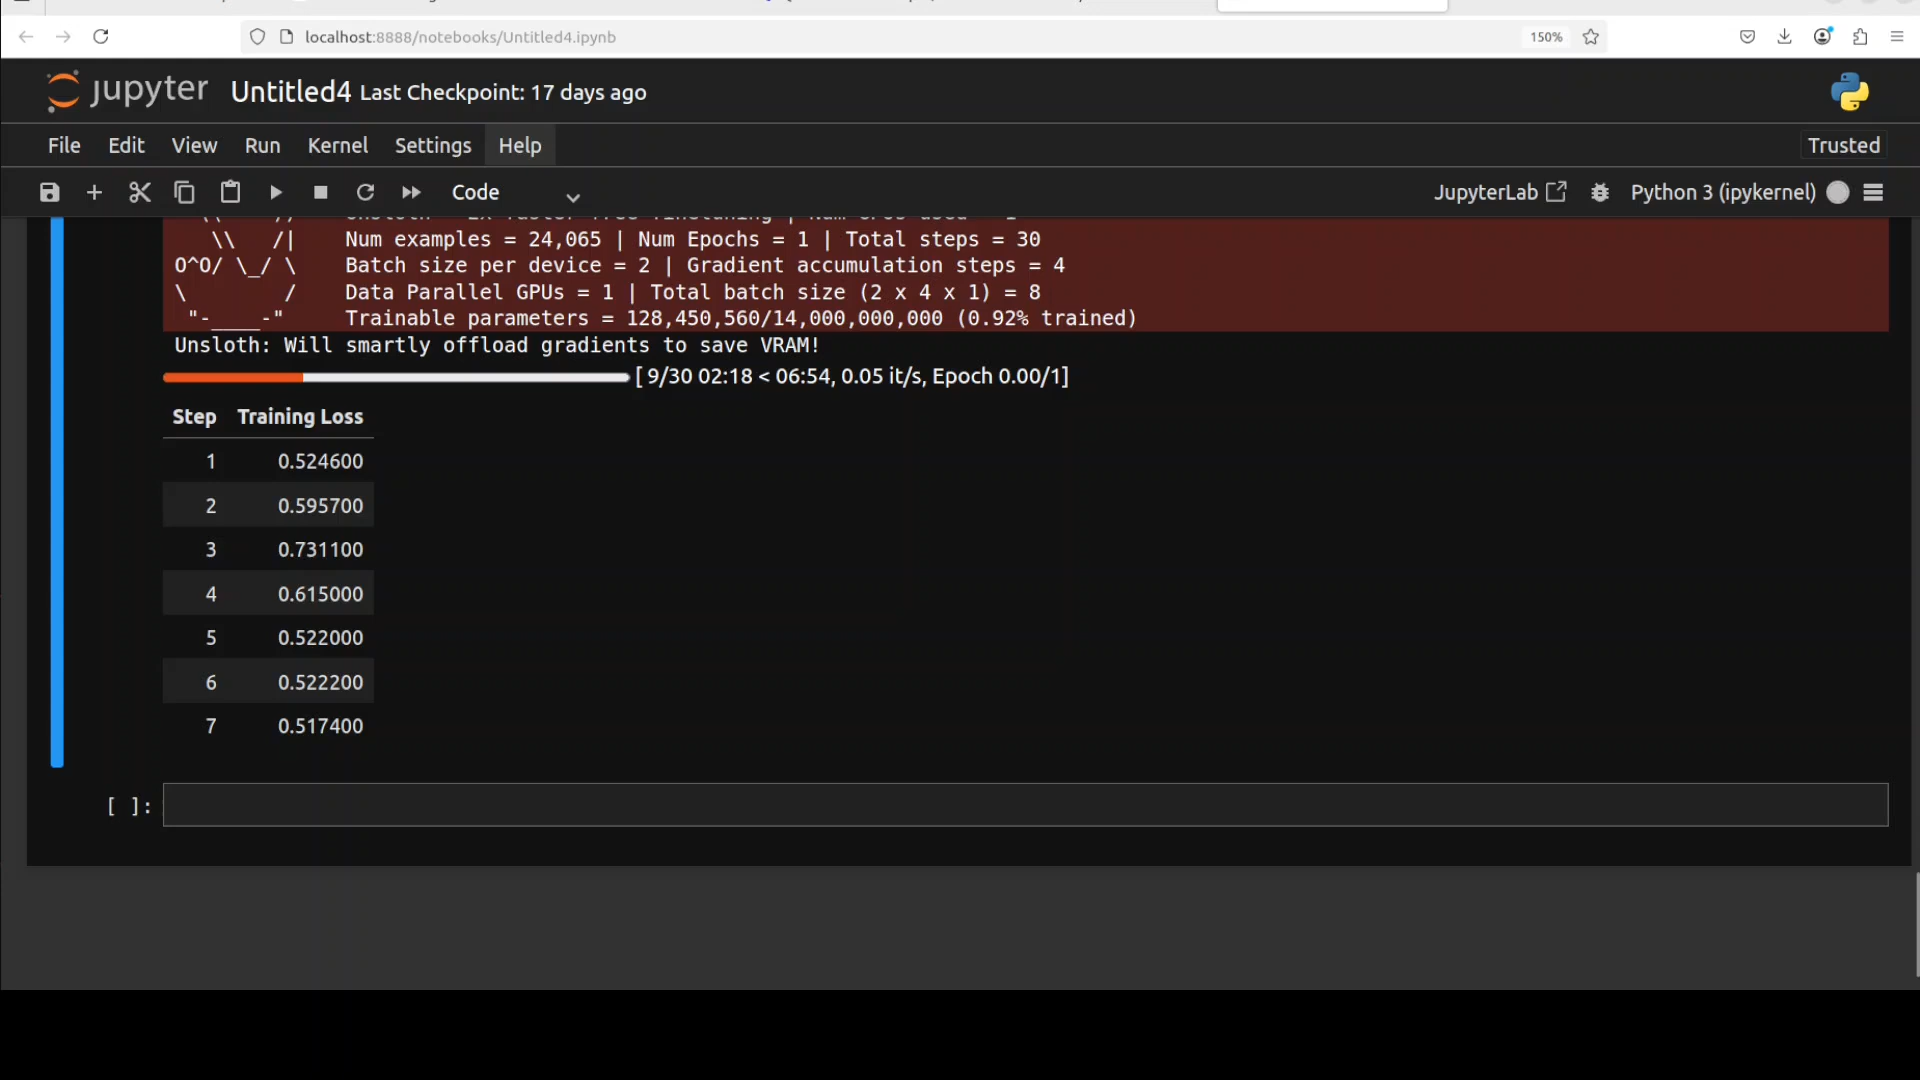 localhost:8888/notebooks/Untitled4.ipynb
150%
jupyter Untitled4 Last Checkpoint: 17 days ago
File Edit View Run Kernel Settings Help
Trusted
Code
JupyterLab
Python 3 (ipykernel)
\\ /| Num examples = 24,065 | Num Epochs = 1 | Total steps = 30
O^O/ \_/ \ Batch size per device = 2 | Gradient accumulation steps = 4
\ / Data Parallel GPUs = 1 | Total batch size (2 x 4 x 1) = 8
"-____-" Trainable parameters = 128,450,560/14,000,000,000 (0.92% trained)
Unsloth: Will smartly offload gradients to save VRAM!
[ 9/30 02:18 < 06:54, 0.05 it/s, Epoch 0.00/1]
Step Training Loss
1 0.524600
2 0.595700
3 0.731100
4 0.615000
5 0.522000
6 0.522200
7 0.517400
[ ]: